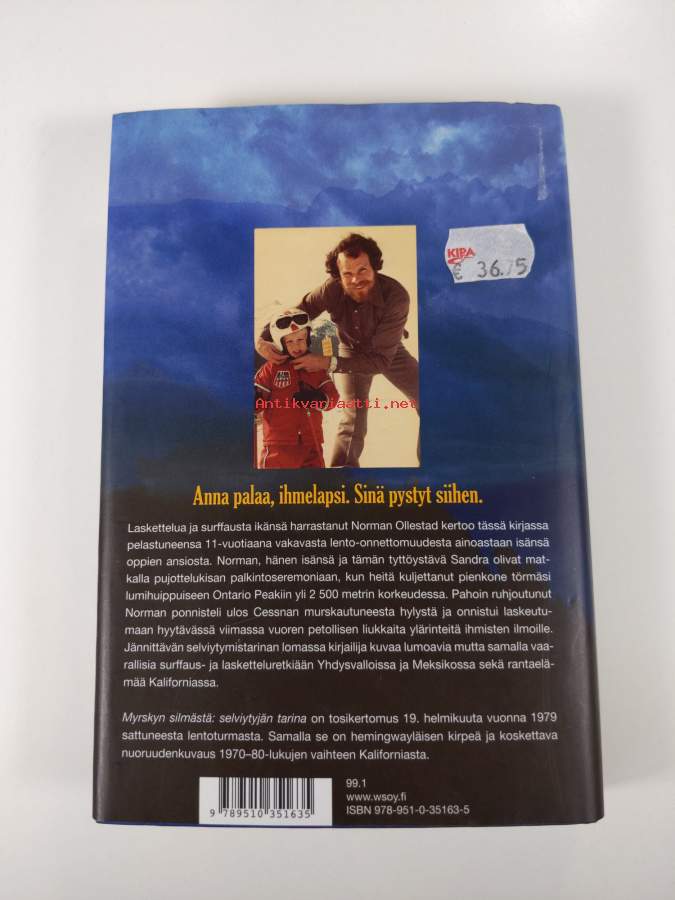 KIPA
€ 36.75
Antikvariaatti.net
Anna palaa, ihmelapsi. Sinä pystyt siihen.
Laskettelua ja surffausta ikänsä harrastanut Norman Ollestad kertoo tässä kirjassa
pelastuneensa 11-vuotiaana vakavasta lento-onnettomuudesta ainoastaan isänsä
oppien ansiosta. Norman, hänen isänsä ja tämän tyttöystävä Sandra olivat mat-
kalla pujottelukisan palkintoseremoniaan, kun heitä kuljettanut pienkone törmäsi
lumihuippuiseen Ontario Peakiin yli 2 500 metrin korkeudessa. Pahoin ruhjoutunut
Norman ponnisteli ulos Cessnan murskautuneesta hylystä ja onnistui laskeutu-
maan hyytävässä viimassa vuoren petollisen liukkaita ylärinteitä ihmisten ilmoille.
Jännittävän selviytymistarinan lomassa kirjailija kuvaa lumoavia mutta samalla vaa-
rallisia surffaus- ja lasketteluretkiään Yhdysvalloissa ja Meksikossa sekä rantaelä-
mää Kaliforniassa.
Myrskyn silmästä: selviytyjän tarina on tosikertomus 19. helmikuuta vuonna 1979
sattuneesta lentoturmasta. Samalla se on hemingwayläisen kirpeä ja koskettava
nuoruudenkuvaus 1970–80-lukujen vaihteen Kaliforniasta.
99.1
www.wsoy.fi
ISBN 978-951-0-35163-5
9 789510 351635